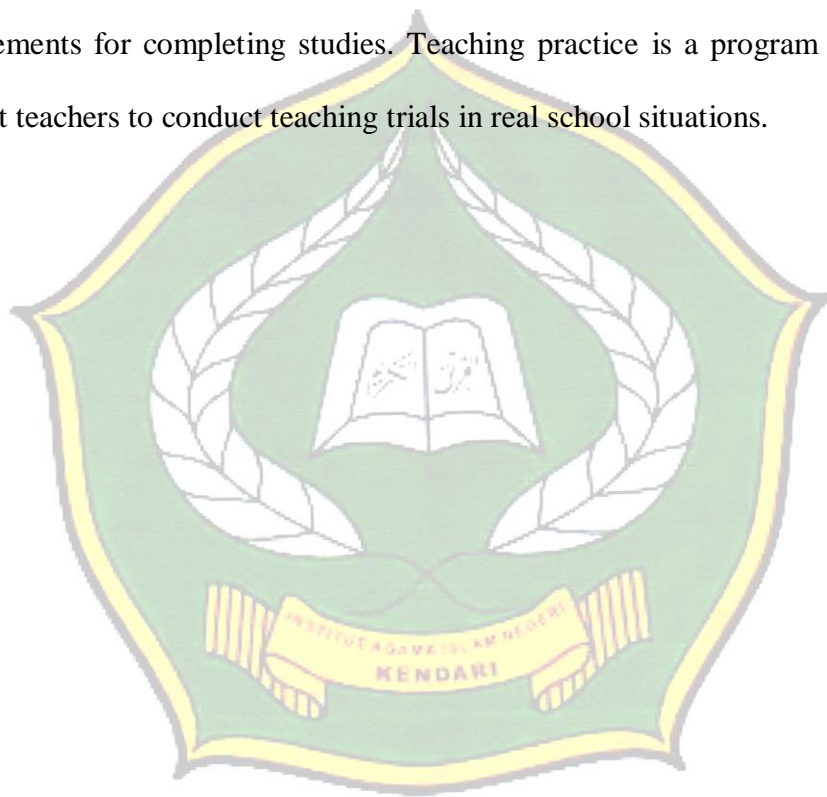 ements for completing studies. Teaching practice is a program
t teachers to conduct teaching trials in real school situations.
INSTITUT AGAMA ISLAM NEGERI
KENDARI